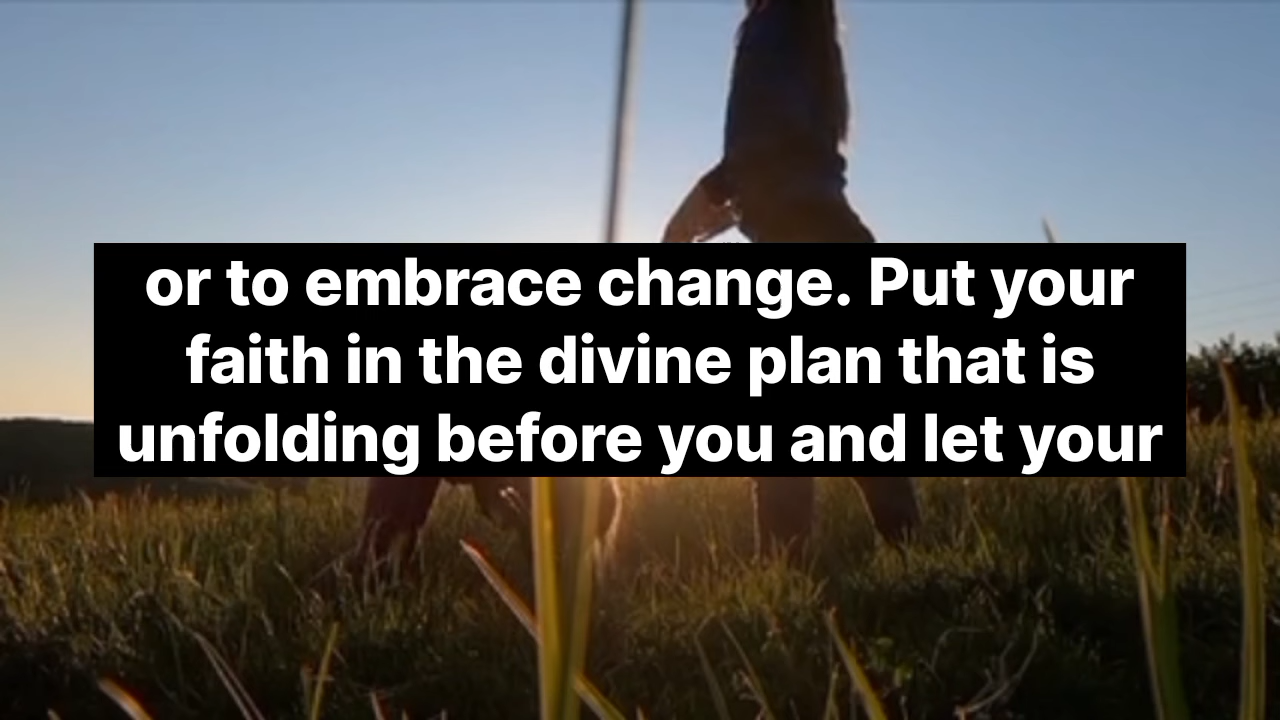 or to embrace change. Put your
faith in the divine plan that is
unfolding before you and let your